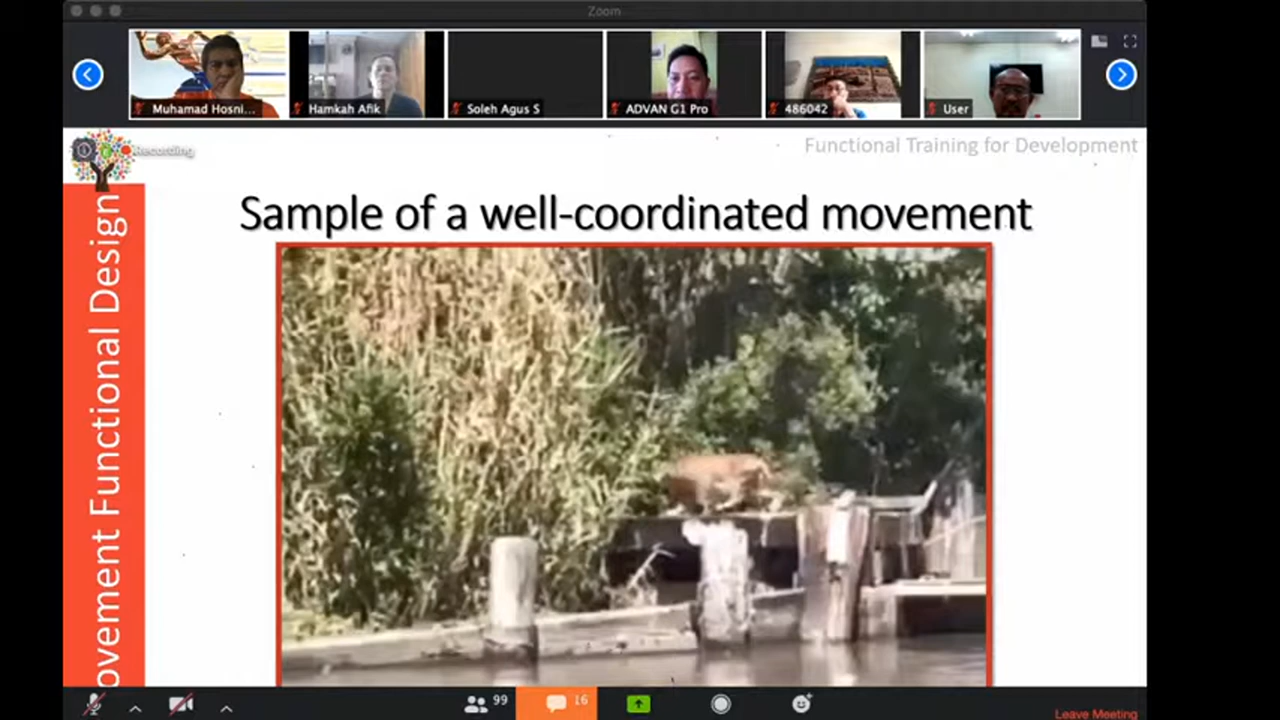 Zoom
Muhamad Hosni...
Hamkah Afik
Soleh Agus S
ADVAN G1 Pro
486042
User
Recording
Functional Training for Development
Sample of a well-coordinated movement
ovement Functional Design
99
16
Leave Meeting